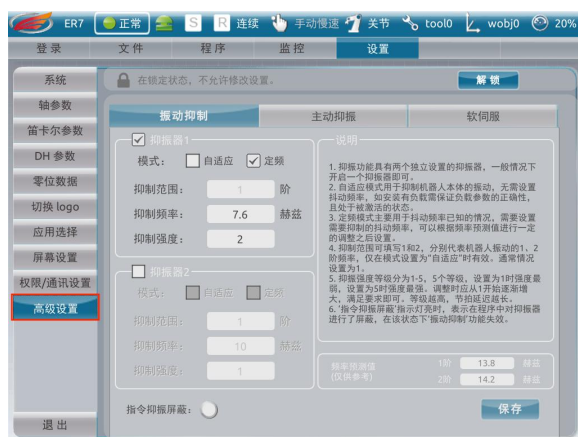 ER7 正常 S R 连续 手动慢速 关节 tool0 wobj0 20%
登录 文件 程序 监控 设置
系统
轴参数
笛卡尔参数
DH 参数
零位数据
切换 logo
应用选择
屏幕设置
权限/通讯设置
高级设置
退出
在锁定状态，不允许修改设置。
解锁
振动抑制 主动抑振 软伺服
抑振器1
模式： 自适应 定频
抑制范围： 1 阶
抑制频率： 7.6 赫兹
抑制强度： 2
抑振器2
模式： 自适应 定频
抑制范围： 1 阶
抑制频率： 10 赫兹
抑制强度： 1
指令抑振屏蔽：
说明
1. 抑振功能具有两个独立设置的抑振器，一般情况下
开启一个抑振器即可。
2. 自适应模式用于抑制机器人本体的振动，无需设置
抖动频率，如安装有负载需保证负载参数的正确性，
且处于被激活的状态。
3. 定频模式主要用于抖动频率已知的情况，需要设置
需要抑制的抖动频率，可以根据频率预测值进行一定
的调整之后设置。
4. 抑制范围可填写1和2，分别代表机器人振动的1、2
阶频率，仅在模式设置为“自适应”时有效。通常情况
设置为1。
5. 抑振强度等级分为1-5，5个等级，设置为1时强度最
弱，设置为5时强度最强。调整时应从1开始逐渐增
大，满足要求即可。等级越高，节拍延迟越长。
6. ‘指令抑振屏蔽’指示灯亮时，表示在程序中对抑振器
进行了屏蔽，在该状态下‘振动抑制’功能失效。
频率预测值
(仅供参考)
1阶 13.8 赫兹
2阶 14.2 赫兹
保存